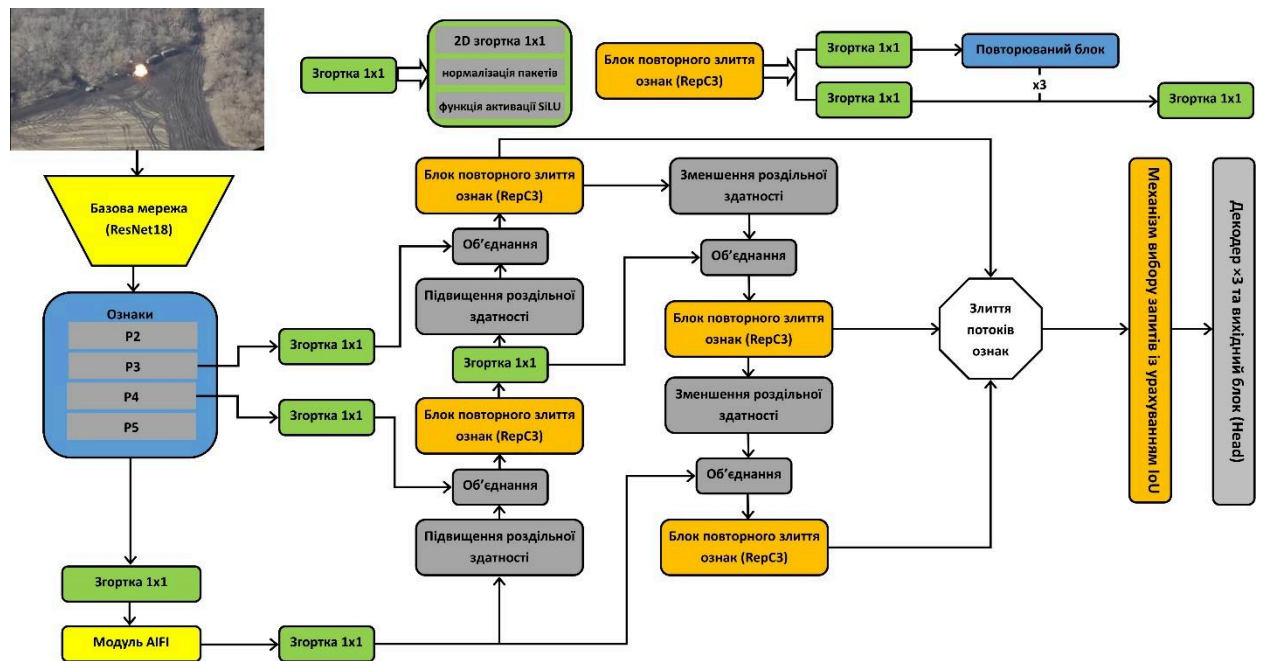 Згортка 1x1
2D згортка 1x1
нормалізація пакетів
функція активації SiLU
Блок повторного злиття
ознак (RepC3)
Згортка 1x1
Повторюваний блок
x3
Згортка 1x1
Згортка 1x1
Базова мережа
(ResNet18)
Ознаки
P2
P3
P4
P5
Згортка 1x1
Модуль AIFI
Згортка 1x1
Згортка 1x1
Згортка 1x1
Блок повторного злиття
ознак (RepC3)
Об’єднання
Підвищення роздільної
здатності
Згортка 1x1
Блок повторного злиття
ознак (RepC3)
Об’єднання
Підвищення роздільної
здатності
Зменшення роздільної
здатності
Об’єднання
Блок повторного злиття
ознак (RepC3)
Зменшення роздільної
здатності
Об’єднання
Блок повторного злиття
ознак (RepC3)
Злиття
потоків
ознак
Механізм вибору запитів із урахуванням IoU
Декодер ×3 та вихідний блок (Head)